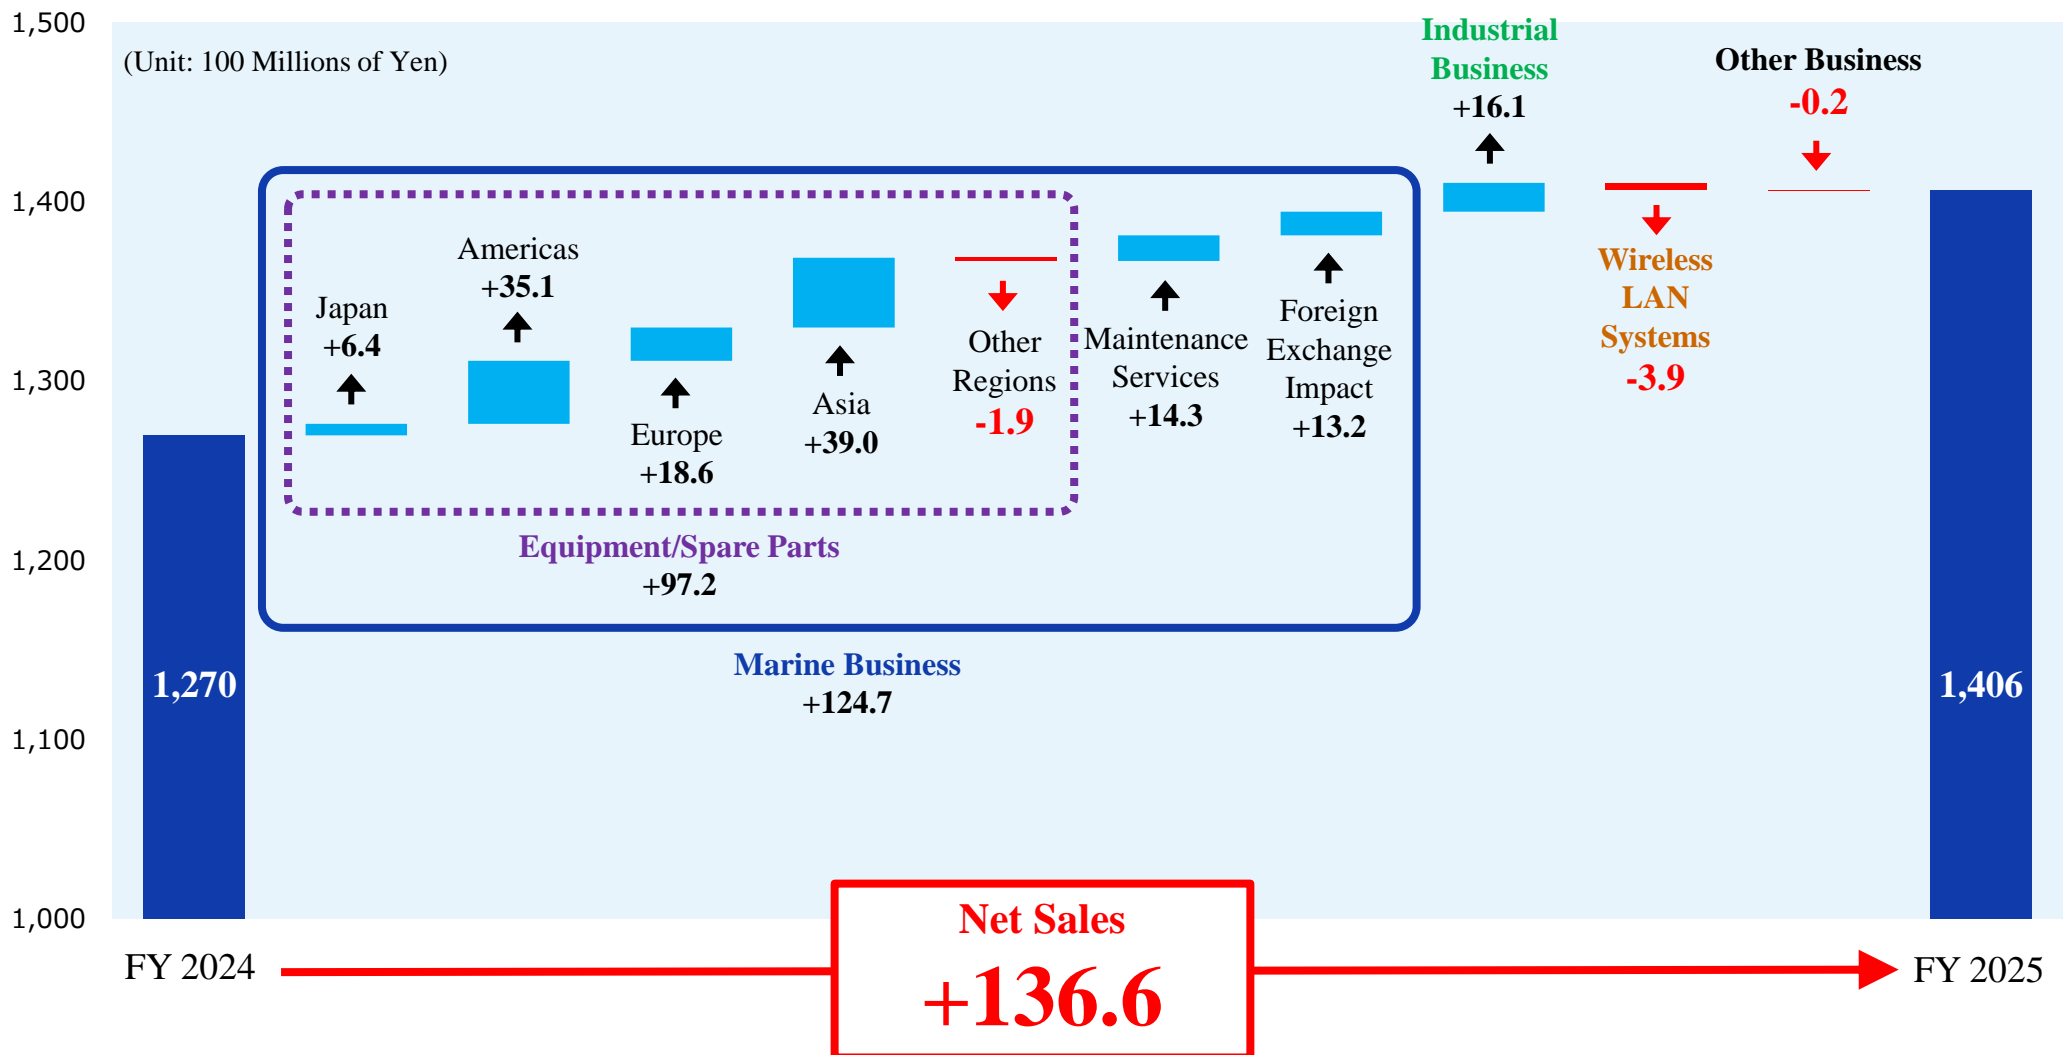 1,500
1,400
1,300
1,200
1,100
1,000
(Unit: 100 Millions of Yen)
1,270
Japan
+6.4
Americas
+35.1
Europe
+18.6
Asia
+39.0
Other
Regions
-1.9
Equipment/Spare Parts
+97.2
Maintenance
Services
+14.3
Foreign
Exchange
Impact
+13.2
Marine Business
+124.7
Industrial
Business
+16.1
Wireless
LAN
Systems
-3.9
Other Business
-0.2
1,406
FY 2024
Net Sales
+136.6
FY 2025